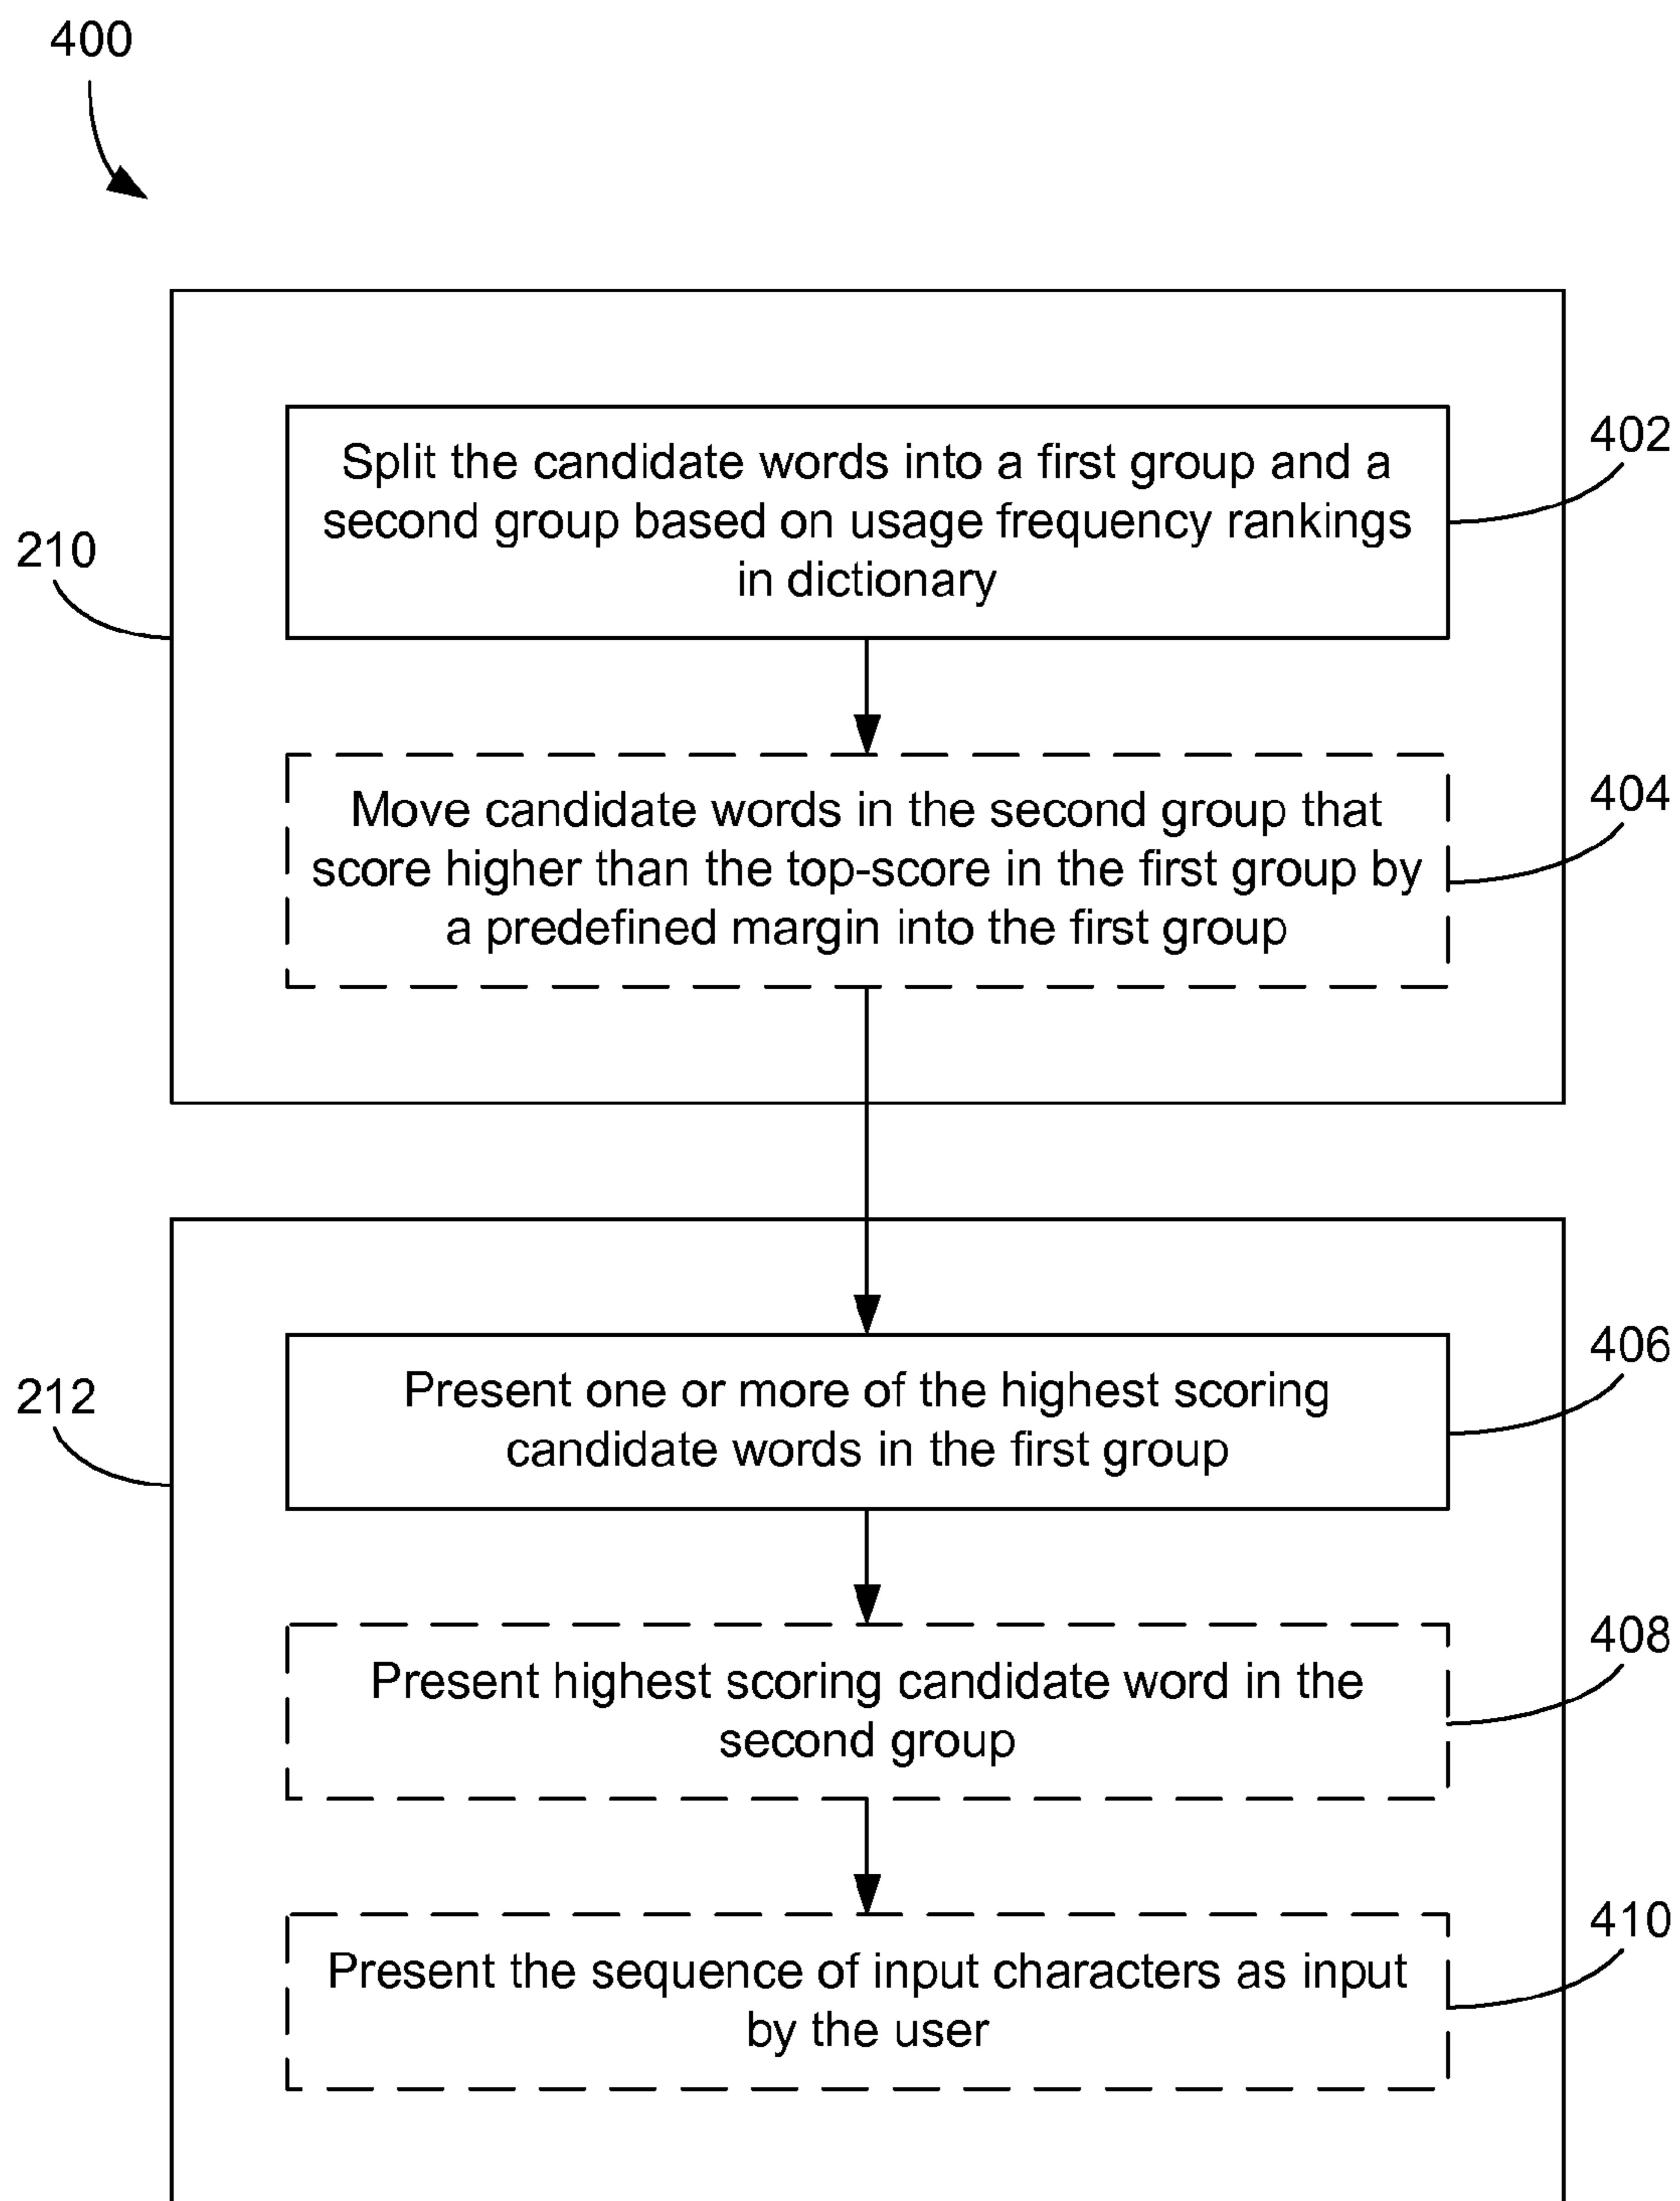 400
402
Split the candidate words into a first group and a
second group based on usage frequency rankings
in dictionary
210
404
Move candidate words in the second group that
score higher than the top-score in the first group by
a predefined margin into the first group
406
Present one or more of the highest scoring
candidate words in the first group
212
408
Present highest scoring candidate word in the
second group
410
Present the sequence of input characters as input
by the user